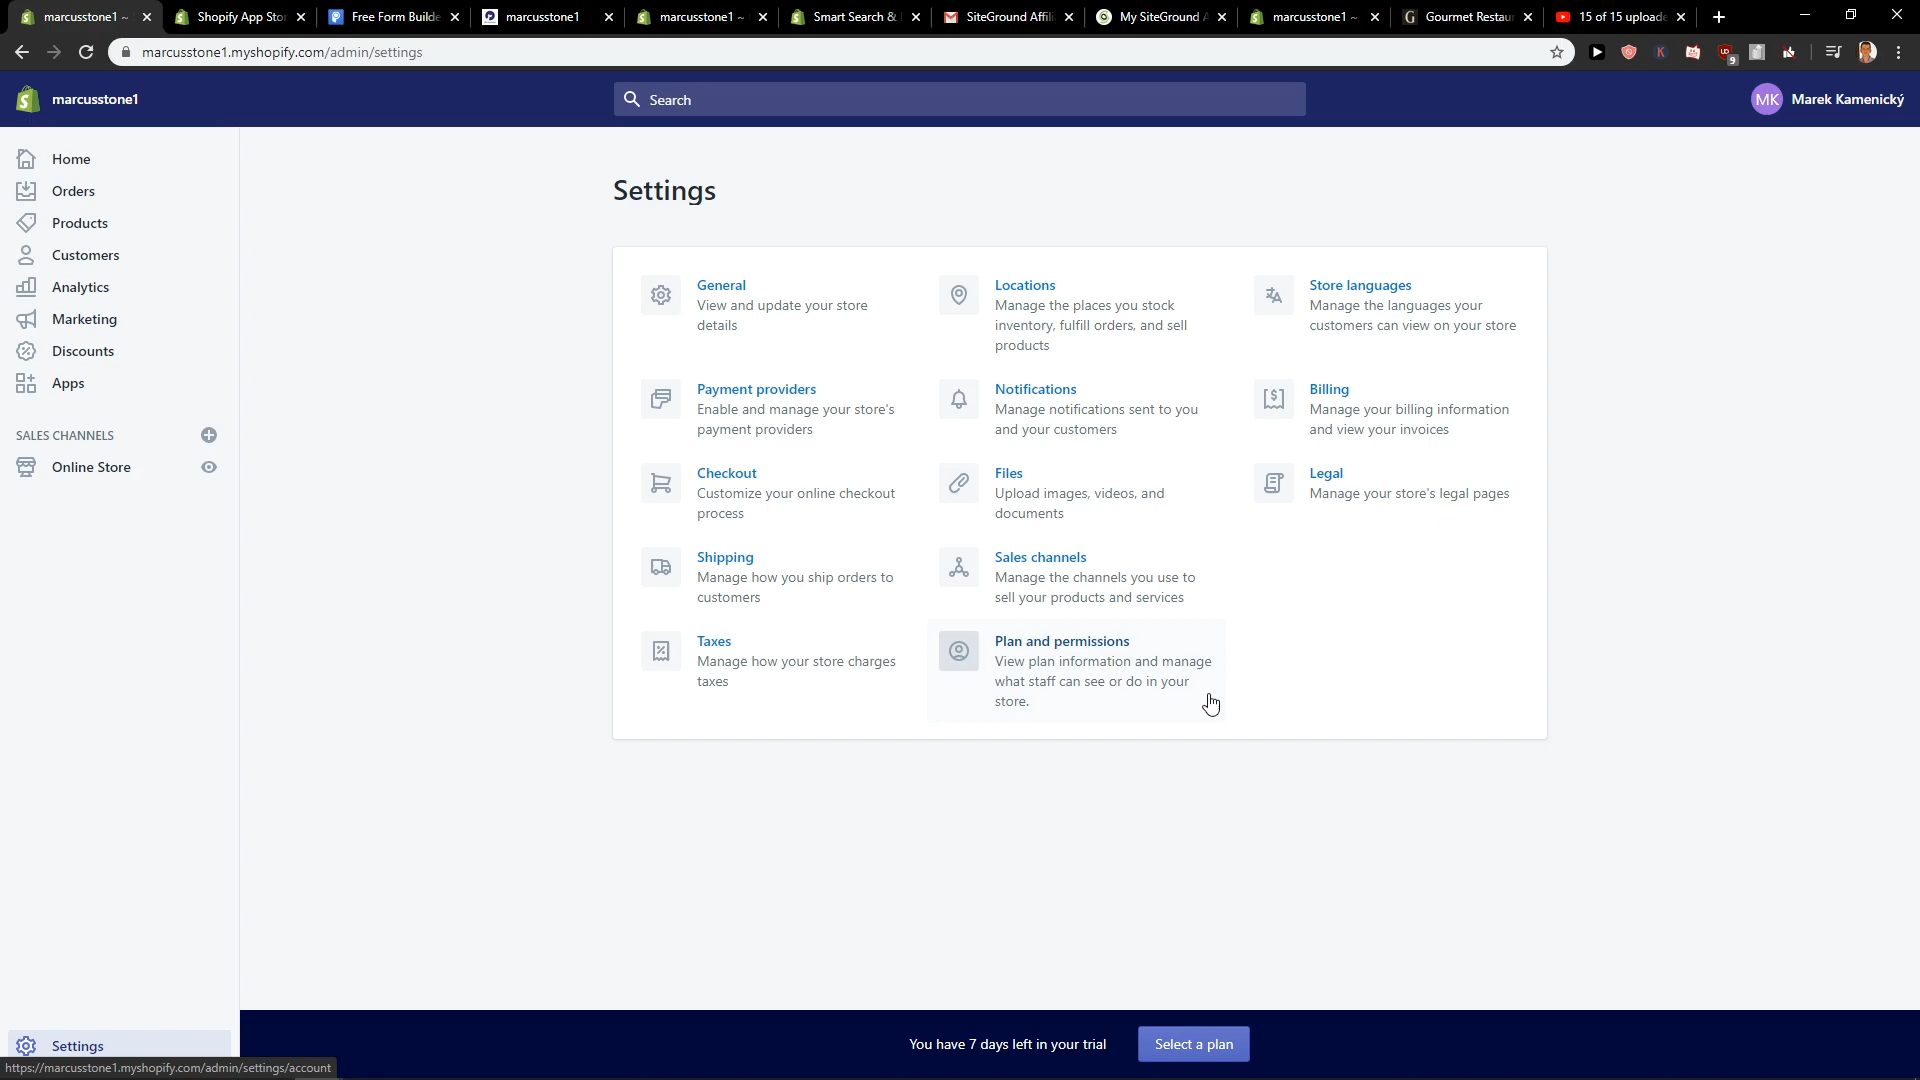 marcusstone1 ~
Shopify App Stor
Free Form Builde
marcusstone1
marcusstone1 ~
Smart Search &
SiteGround Affili
My SiteGround A
marcusstone1 ~
Gourmet Restaur
15 of 15 uploade
marcusstone1.myshopify.com/admin/settings
K
9
marcusstone1
Search
MK
Marek Kamenický
Home
Orders
Products
Customers
Analytics
Marketing
Discounts
Apps
SALES CHANNELS
Online Store
Settings
General
View and update your store
details
Locations
Manage the places you stock
inventory, fulfill orders, and sell
products
Store languages
Manage the languages your
customers can view on your store
Payment providers
Enable and manage your store's
payment providers
Notifications
Manage notifications sent to you
and your customers
Billing
Manage your billing information
and view your invoices
Checkout
Customize your online checkout
process
Files
Upload images, videos, and
documents
Legal
Manage your store's legal pages
Shipping
Manage how you ship orders to
customers
Sales channels
Manage the channels you use to
sell your products and services
Taxes
Manage how your store charges
taxes
Plan and permissions
View plan information and manage
what staff can see or do in your
store.
You have 7 days left in your trial
Select a plan
Settings
https://marcusstone1.myshopify.com/admin/settings/account